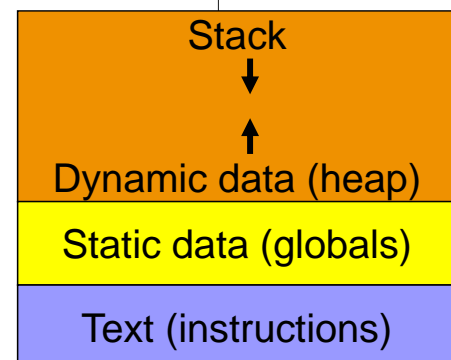 Stack
Dynamic data (heap)
Static data (globals)
Text (instructions)